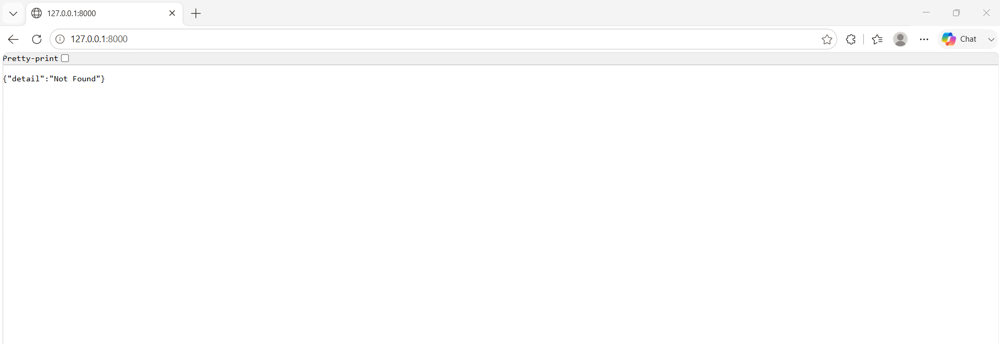 127.0.0.1:8000
127.0.0.1:8000
Chat
Pretty-print
{"detail":"Not Found"}